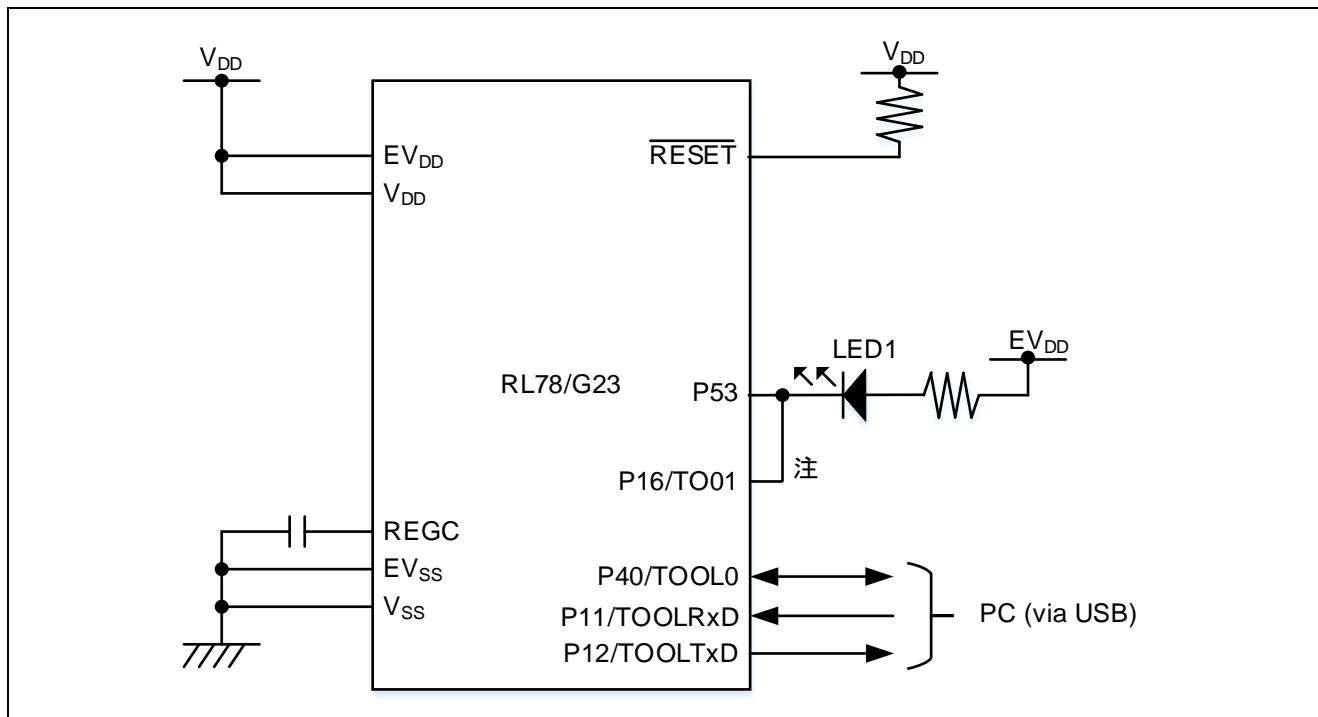 VDD
EVDD
VDD
REGC
EVSS
VSS
RL78/G23
VDD
RESET
LED1
EVDD
P53
P16/TO01
注
P40/TOOL0
P11/TOOLRxD
P12/TOOLTxD
PC (via USB)